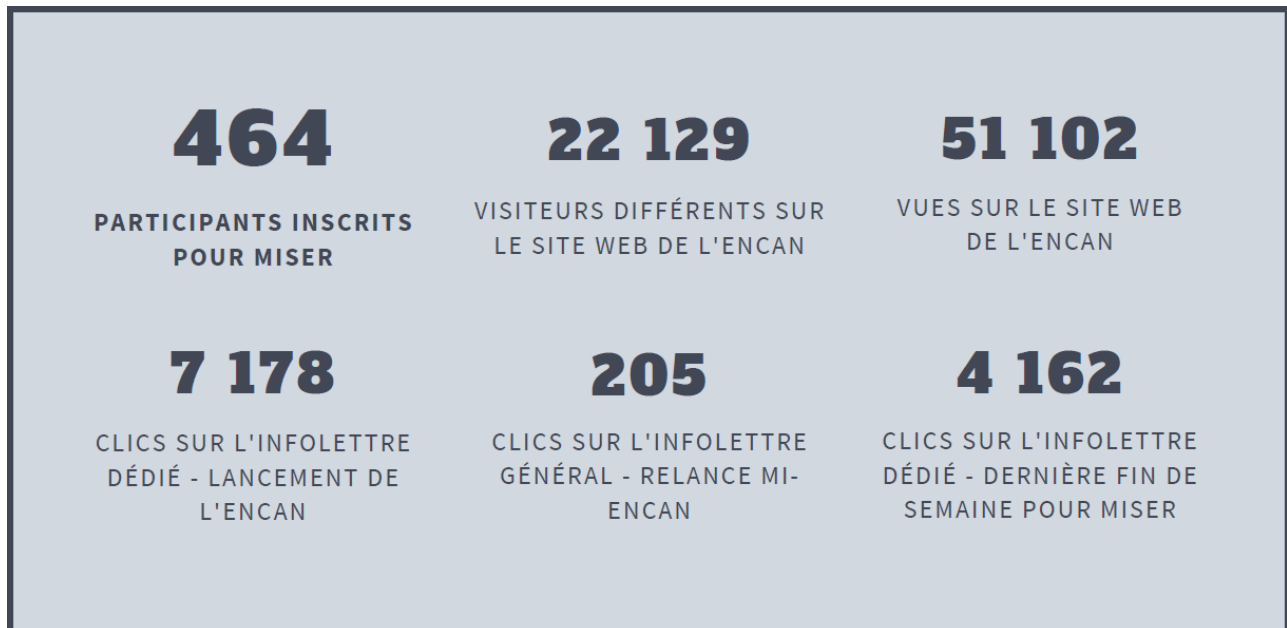 464
PARTICIPANTS INSCRITS
POUR MISER
22 129
VISITEURS DIFFÉRENTS SUR
LE SITE WEB DE L'ENCAN
51 102
VUES SUR LE SITE WEB
DE L'ENCAN
7 178
CLICS SUR L'INFOLETTRE
DÉDIÉ - LANCEMENT DE
L'ENCAN
205
CLICS SUR L'INFOLETTRE
GÉNÉRAL - RELANCE MI-
ENCAN
4 162
CLICS SUR L'INFOLETTRE
DÉDIÉ - DERNIÈRE FIN DE
SEMAINE POUR MISER